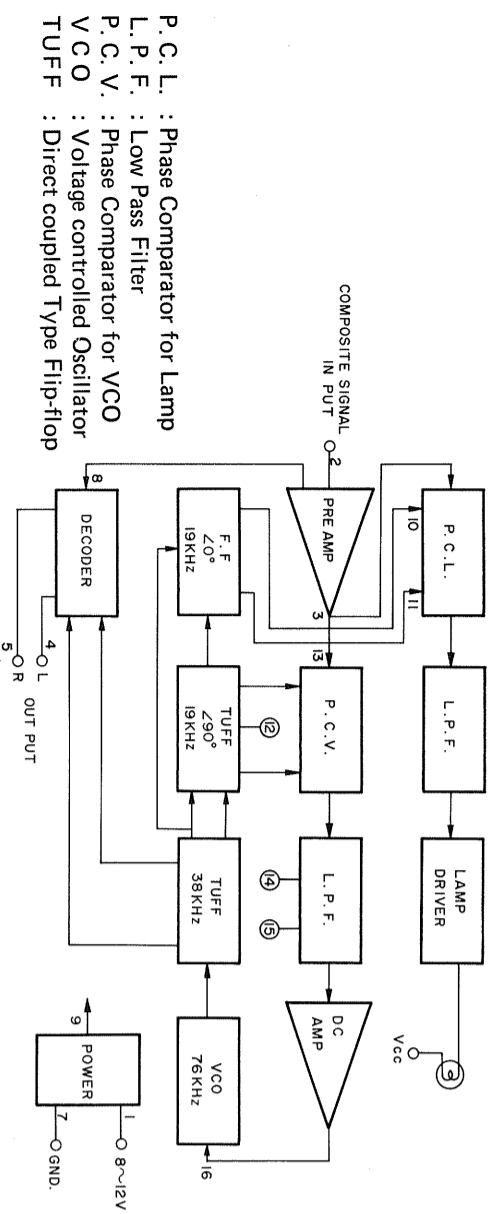 P. C. L. : Phase Comparator for Lamp
L. P. F. : Low Pass Filter
P. C. V. : Phase Comparator for VCO
V C O : Voltage controlled Oscillator
TUFF : Direct coupled Type Flip-flop
COMPOSITE SIGNAL
IN PUT
2
PRE AMP
3
10
11
P. C. L.
L. P. F.
LAMP
DRIVER
Vcc
13
P. C. V.
L. P. F.
14
15
DC
AMP
F. F
∠0°
19KHz
TUFF
∠90°
19KHz
12
TUFF
38KHz
VCO
76KHz
16
8
DECODER
4
L
5
R
OUT PUT
POWER
9
1
8~12V
7
GND.